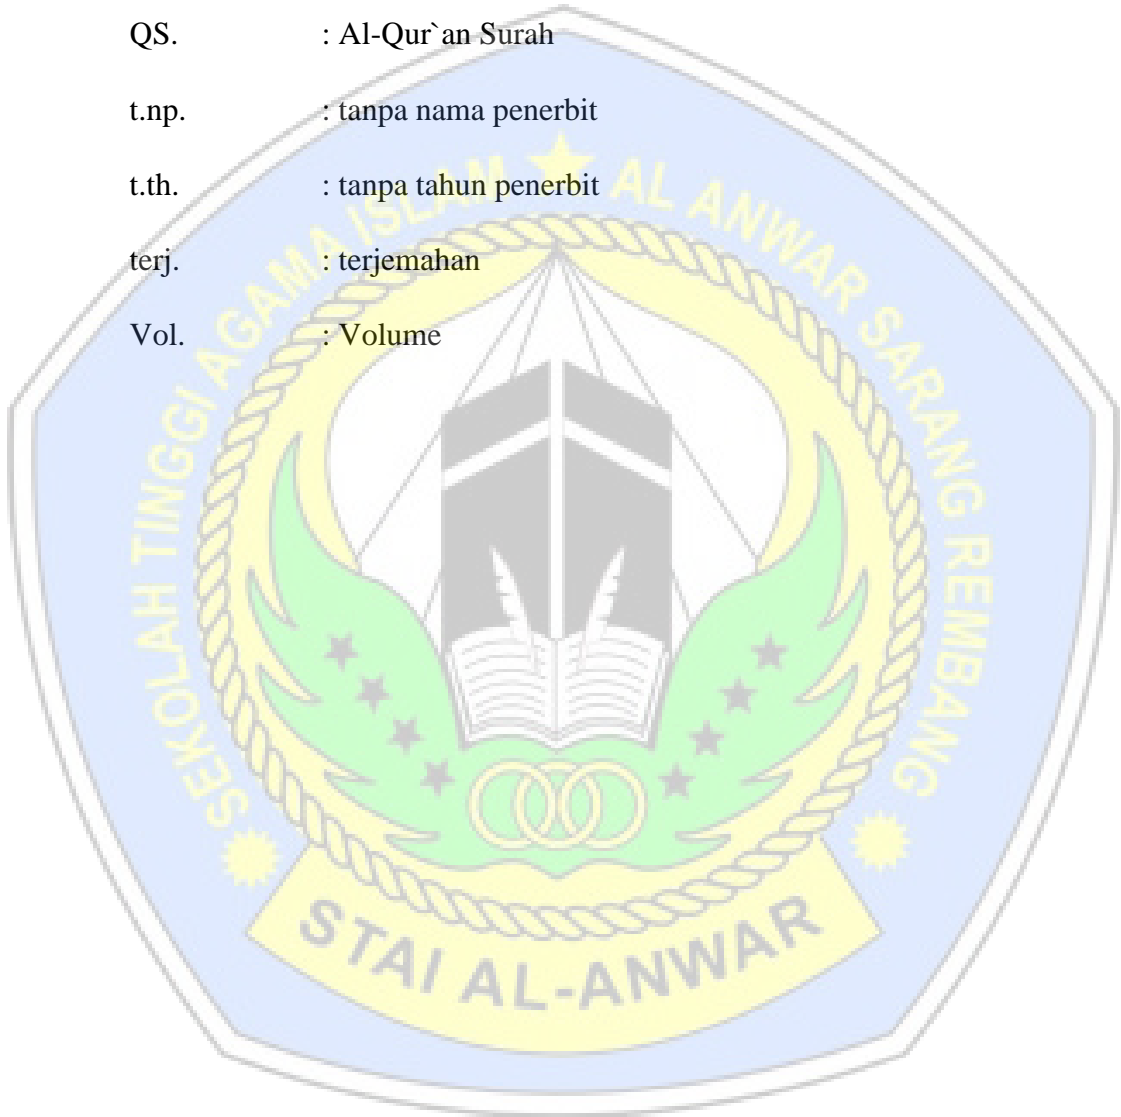 QS. : Al-Qur`an Surah
t.np. : tanpa nama penerbit
t.th. : tanpa tahun penerbit
terj. : terjemahan
Vol. : Volume
SEKOLAH TINGGI AGAMA ISLAM ★ AL ANWAR SARANG REMBANG
STAI AL-ANWAR